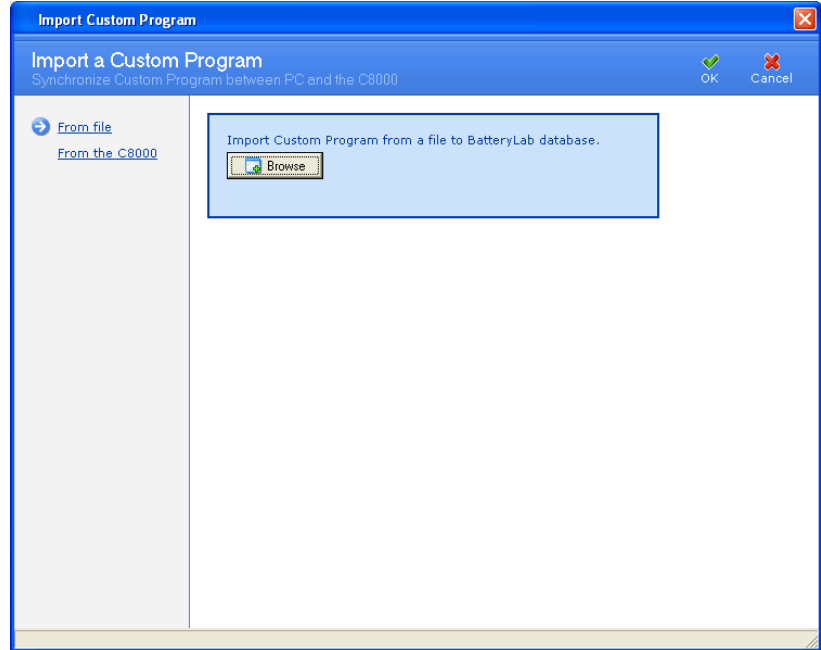 Import Custom Program
Import a Custom Program
Synchronize Custom Program between PC and the C8000
OK
Cancel
From file
From the C8000
Import Custom Program from a file to BatteryLab database.
Browse